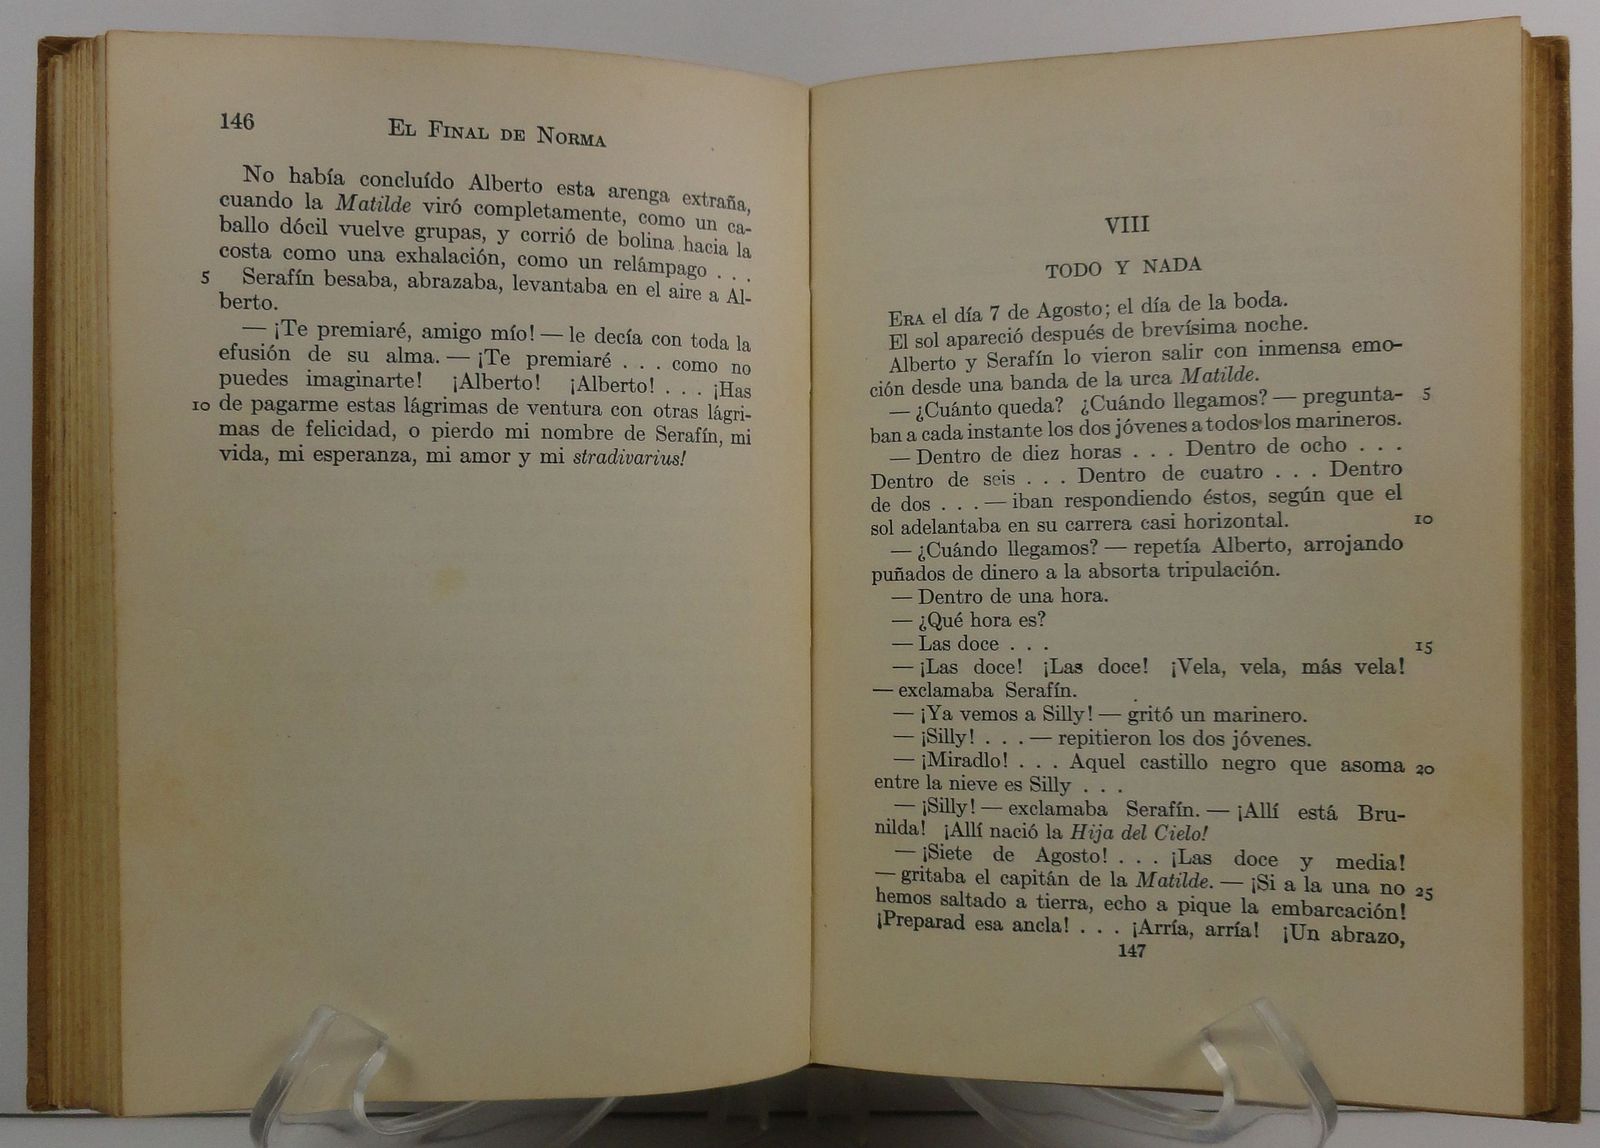 146
EL FINAL DE NORMA
No había concluído Alberto esta arenga extraña,
cuando la Matilde viró completamente, como un ca-
ballo dócil vuelve grupas, y corrió de bolina hacia la
costa como una exhalación, como un relámpago . . .
5 Serafín besaba, abrazaba, levantaba en el aire a Al-
berto.
— ¡Te premiaré, amigo mío! — le decía con toda la
efusión de su alma. — ¡Te premiaré . . . como no
puedes imaginarte! ¡Alberto! ¡Alberto! . . . ¡Has
10 de pagarme estas lágrimas de ventura con otras lágri-
mas de felicidad, o pierdo mi nombre de Serafín, mi
vida, mi esperanza, mi amor y mi stradivarius!
VIII
TODO Y NADA
ERA el día 7 de Agosto; el día de la boda.
El sol apareció después de brevísima noche.
Alberto y Serafín lo vieron salir con inmensa emo-
ción desde una banda de la urca Matilde.
— ¿Cuánto queda? ¿Cuándo llegamos? — pregunta- 5
ban a cada instante los dos jóvenes a todos los marineros.
— Dentro de diez horas . . . Dentro de ocho . . .
Dentro de seis . . . Dentro de cuatro . . . Dentro
de dos . . . — iban respondiendo éstos, según que el
sol adelantaba en su carrera casi horizontal. 10
— ¿Cuándo llegamos? — repetía Alberto, arrojando
puñados de dinero a la absorta tripulación.
— Dentro de una hora.
— ¿Qué hora es?
— Las doce . . . 15
— ¡Las doce! ¡Las doce! ¡Vela, vela, más vela!
— exclamaba Serafín.
— ¡Ya vemos a Silly! — gritó un marinero.
— ¡Silly! . . . — repitieron los dos jóvenes.
— ¡Miradlo! . . . Aquel castillo negro que asoma 20
entre la nieve es Silly . . .
— ¡Silly! — exclamaba Serafín. — ¡Allí está Bru-
nilda! ¡Allí nació la Hija del Cielo!
— ¡Siete de Agosto! . . . ¡Las doce y media!
— gritaba el capitán de la Matilde. — ¡Si a la una no 25
hemos saltado a tierra, echo a pique la embarcación!
¡Preparad esa ancla! . . . ¡Arría, arría! ¡Un abrazo,
147